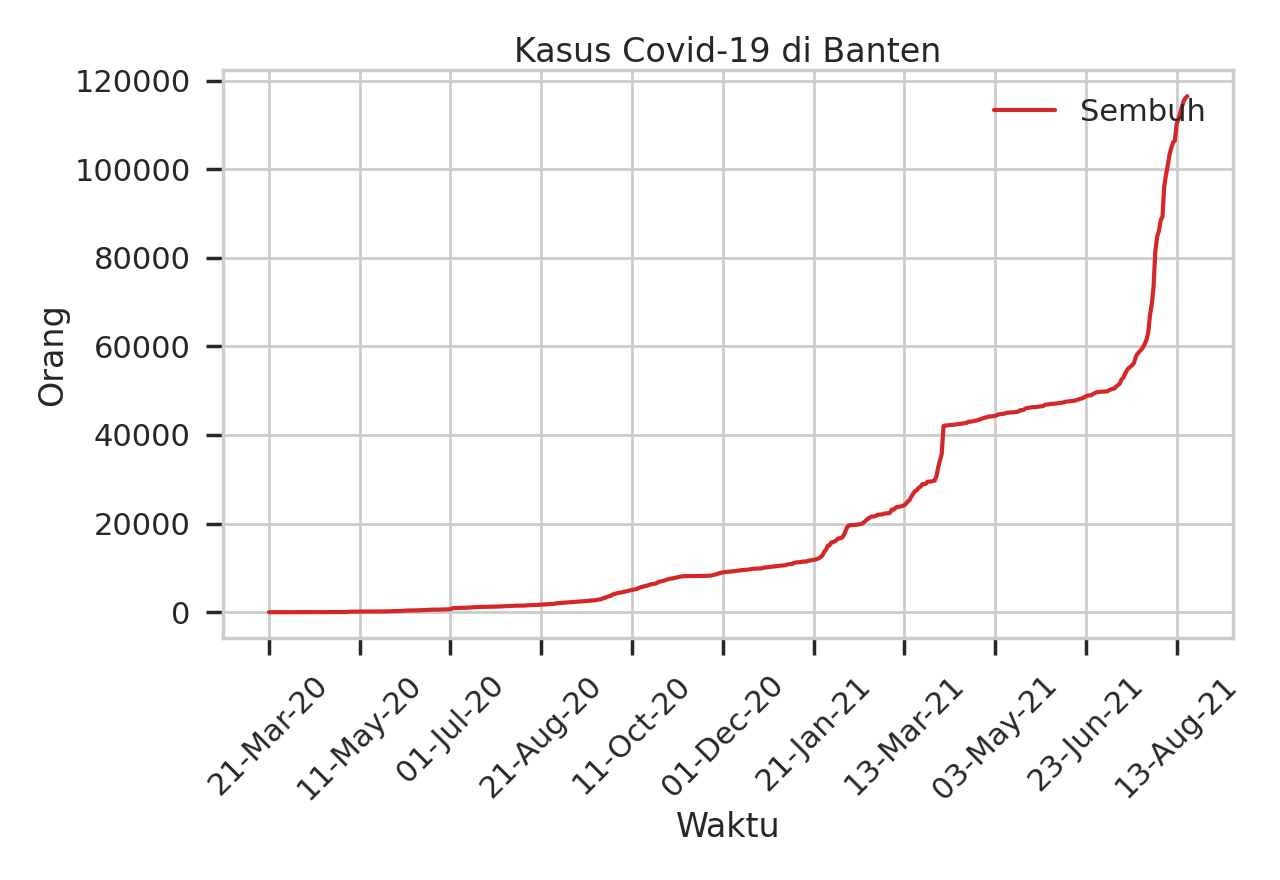 Kasus Covid-19 di Banten
120000
100000
80000
60000
40000
20000
0
Orang
Sembuh
21-Mar-20
11-May-20
01-Jul-20
21-Aug-20
11-Oct-20
01-Dec-20
21-Jan-21
13-Mar-21
03-May-21
23-Jun-21
13-Aug-21
Waktu